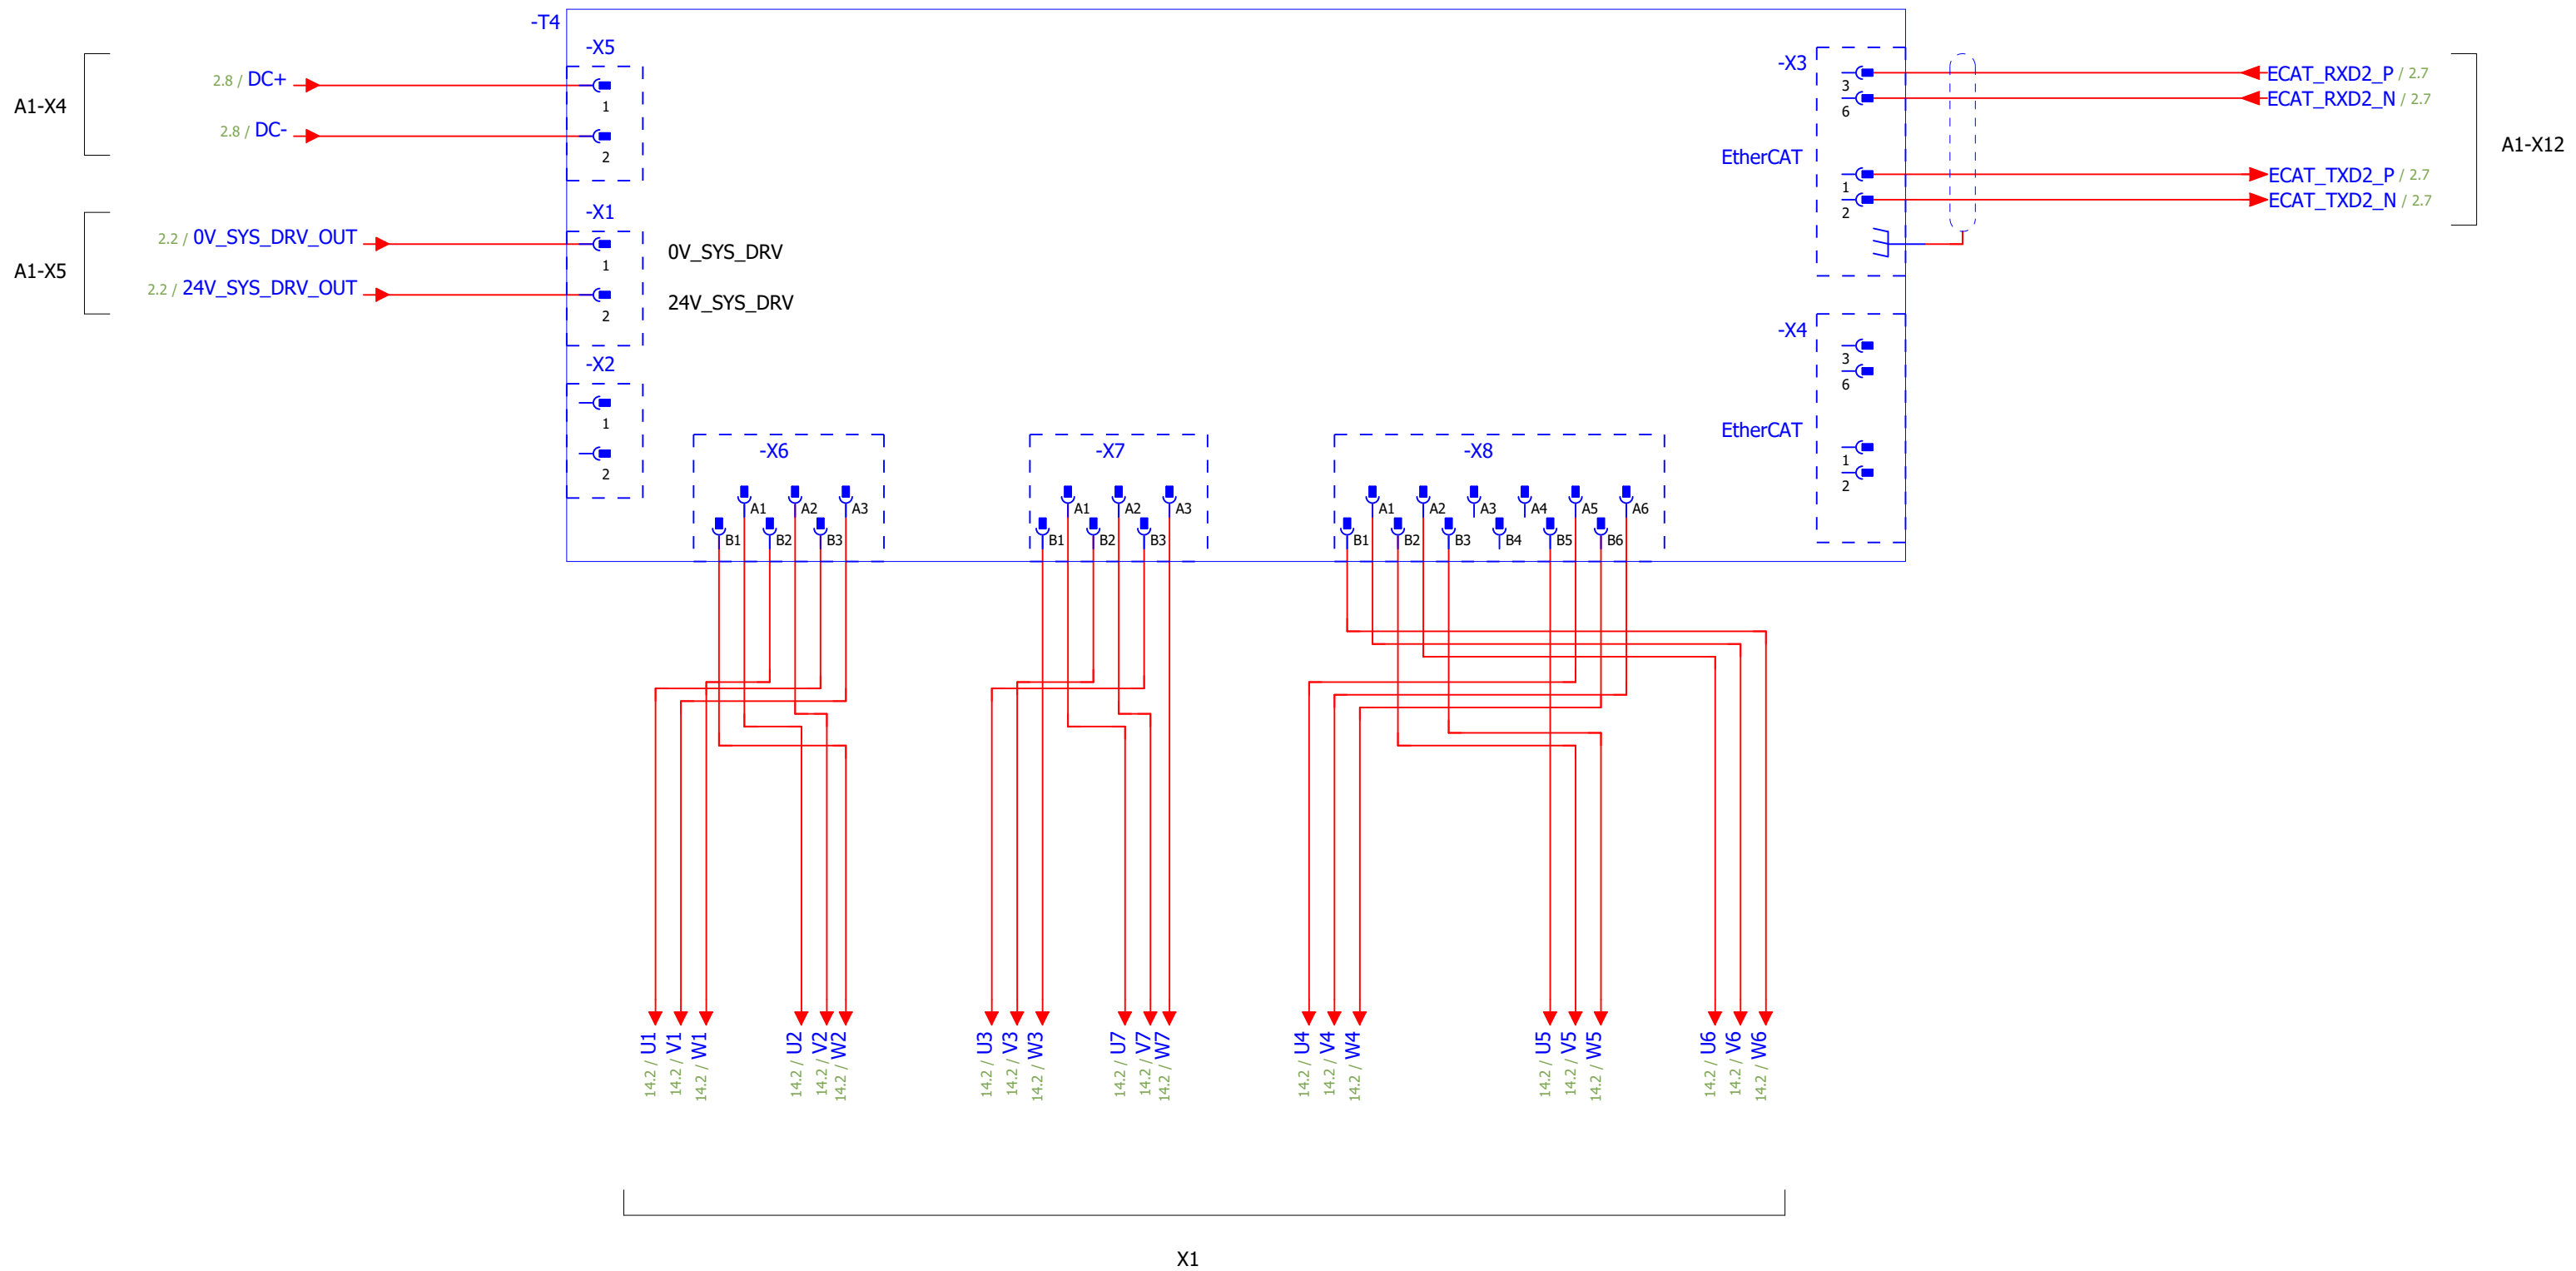 -T4
-X5
2.8 / DC+
1
2.8 / DC-
2
A1-X4
-X1
2.2 / 0V_SYS_DRV_OUT
1
0V_SYS_DRV
2.2 / 24V_SYS_DRV_OUT
2
24V_SYS_DRV
A1-X5
-X2
1
2
-X3
3
ECAT_RXD2_P / 2.7
6
ECAT_RXD2_N / 2.7
EtherCAT
1
ECAT_TXD2_P / 2.7
2
ECAT_TXD2_N / 2.7
A1-X12
-X4
3
6
EtherCAT
1
2
-X6
A1 A2 A3
B1 B2 B3
-X7
A1 A2 A3
B1 B2 B3
-X8
A1 A2 A3 A4 A5 A6
B1 B2 B3 B4 B5 B6
14.2 / U1
14.2 / V1
14.2 / W1
14.2 / U2
14.2 / V2
14.2 / W2
14.2 / U3
14.2 / V3
14.2 / W3
14.2 / U7
14.2 / V7
14.2 / W7
14.2 / U4
14.2 / V4
14.2 / W4
14.2 / U5
14.2 / V5
14.2 / W5
14.2 / U6
14.2 / V6
14.2 / W6
X1